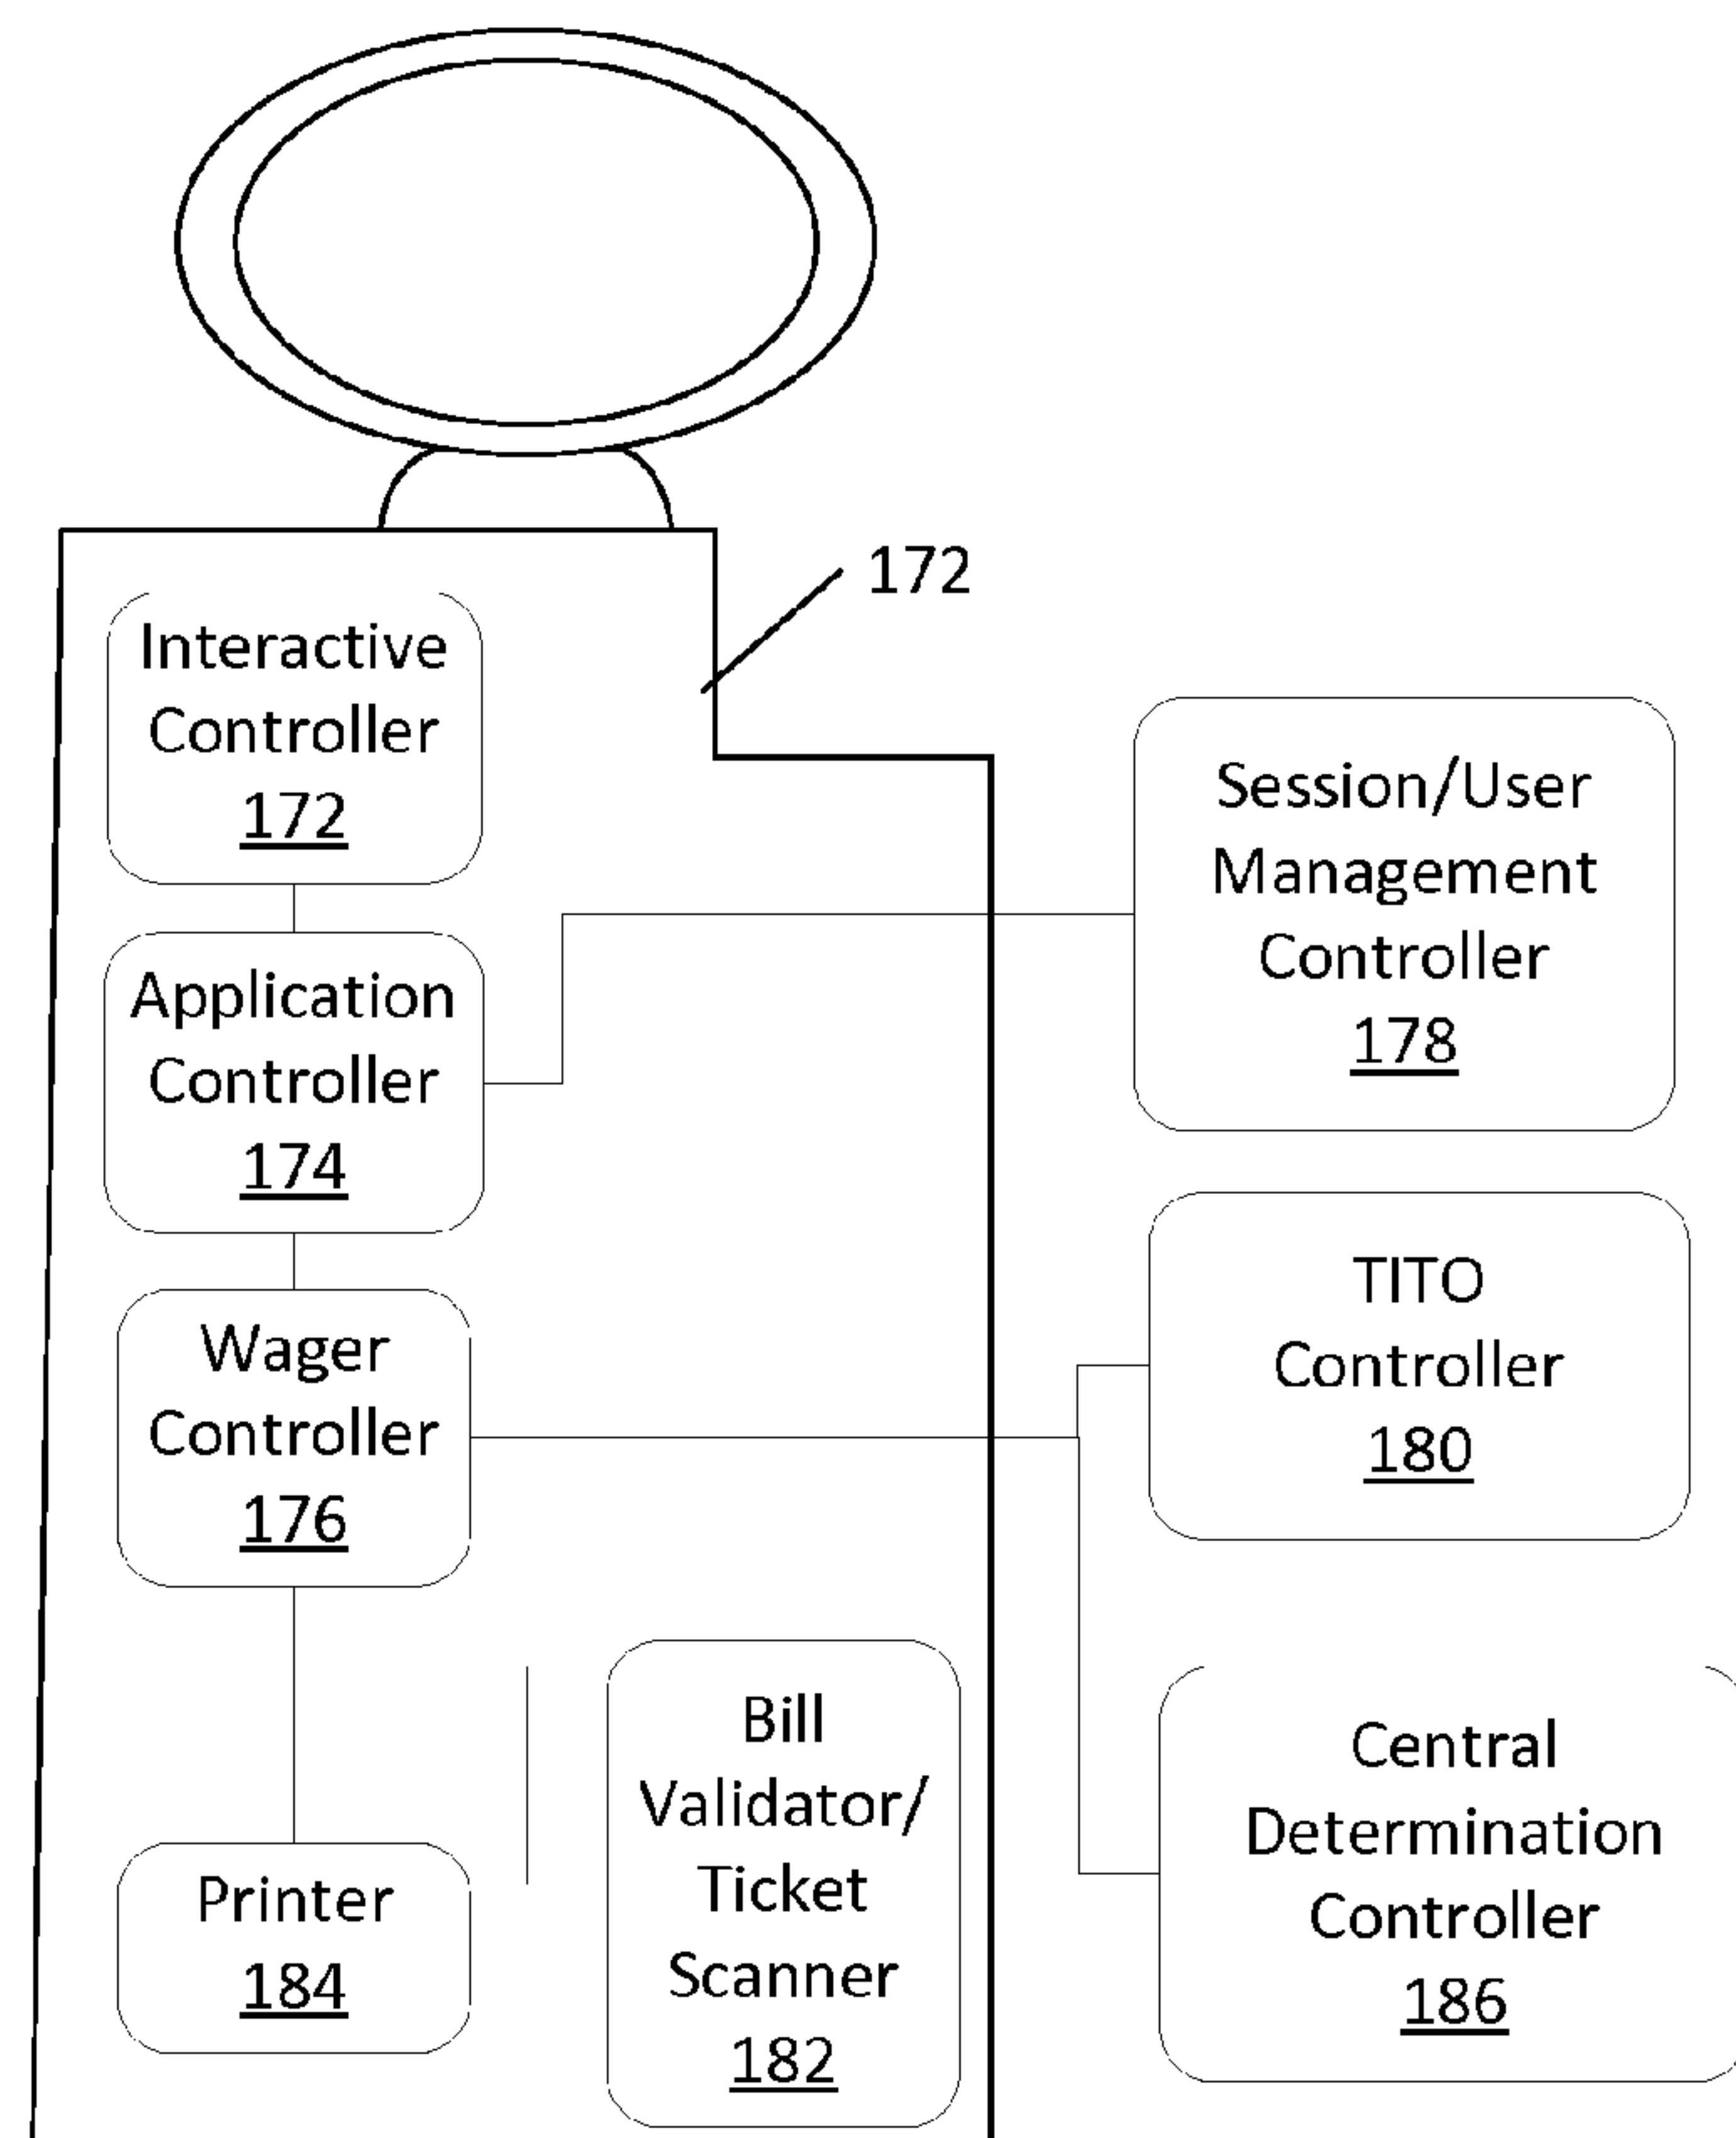 172
Interactive
Controller
172
Application
Controller
174
Wager
Controller
176
Printer
184
Bill
Validator/
Ticket
Scanner
182
Session/User
Management
Controller
178
TITO
Controller
180
Central
Determination
Controller
186